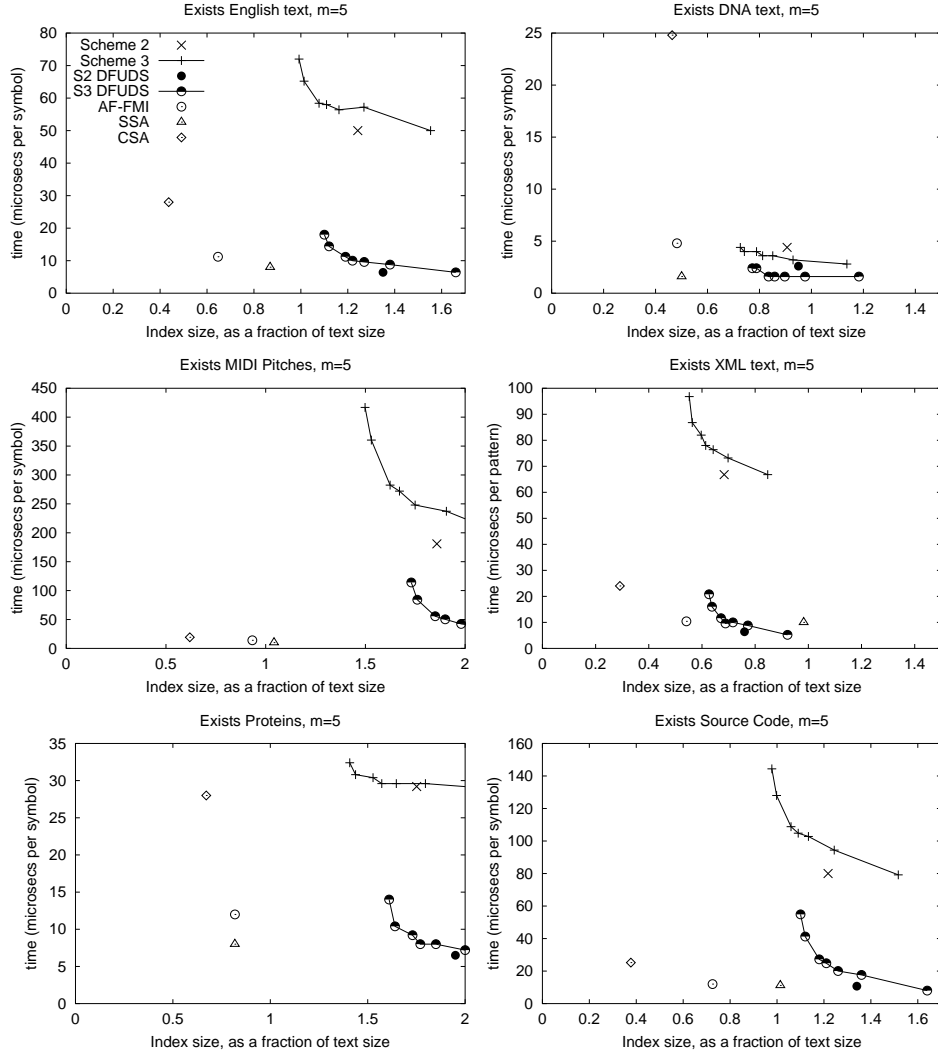 Exists English text, m=5
80
70
60
50
40
30
20
10
0
time (microsecs per symbol)
Scheme 2
Scheme 3
S2 DFUDS
S3 DFUDS
AF-FMI
SSA
CSA
0 0.2 0.4 0.6 0.8 1 1.2 1.4 1.6
Index size, as a fraction of text size
Exists DNA text, m=5
25
20
15
10
5
0
time (microsecs per symbol)
0 0.2 0.4 0.6 0.8 1 1.2 1.4
Index size, as a fraction of text size
Exists MIDI Pitches, m=5
450
400
350
300
250
200
150
100
50
0
time (microsecs per symbol)
0 0.5 1 1.5 2
Index size, as a fraction of text size
Exists XML text, m=5
100
90
80
70
60
50
40
30
20
10
0
time (microsecs per pattern)
0 0.2 0.4 0.6 0.8 1 1.2 1.4
Index size, as a fraction of text size
Exists Proteins, m=5
35
30
25
20
15
10
5
0
time (microsecs per symbol)
0 0.5 1 1.5 2
Index size, as a fraction of text size
Exists Source Code, m=5
160
140
120
100
80
60
40
20
0
time (microsecs per symbol)
0 0.2 0.4 0.6 0.8 1 1.2 1.4 1.6
Index size, as a fraction of text size